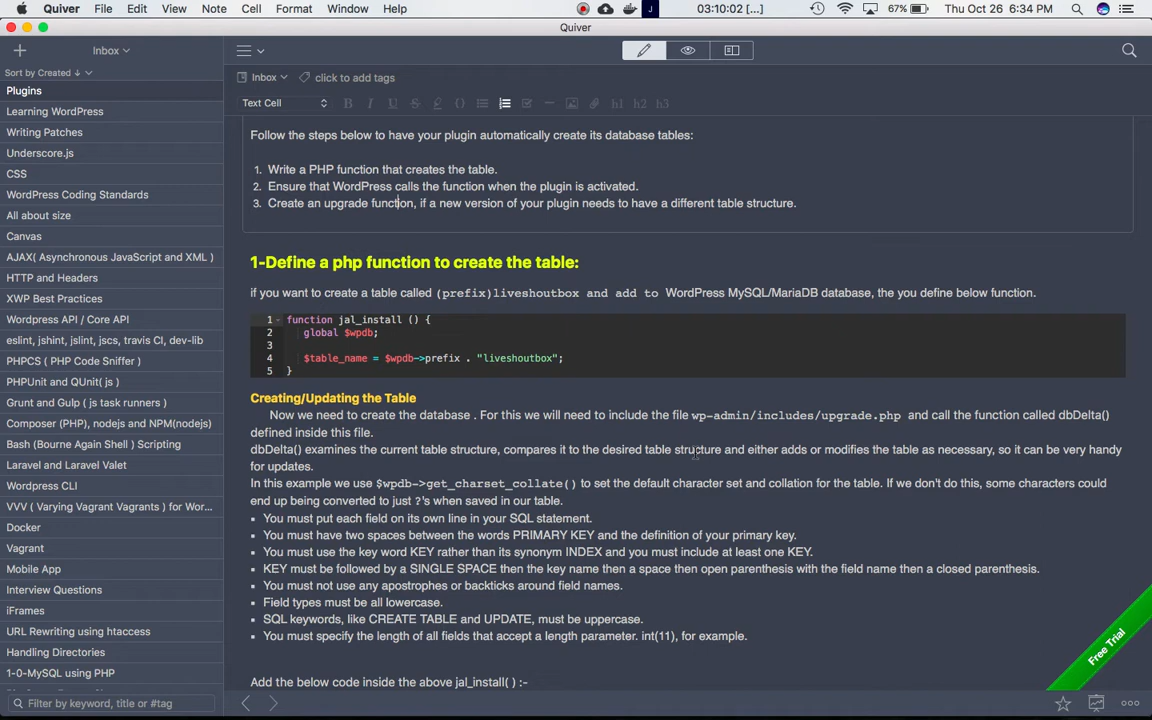 Quiver File Edit View Note Cell Format Window Help J 03:10:02 [...] 67% Thu Oct 26 6:34 PM
Quiver
Inbox
Sort by Created ↓
Plugins
Learning WordPress
Writing Patches
Underscore.js
CSS
WordPress Coding Standards
All about size
Canvas
AJAX( Asynchronous JavaScript and XML )
HTTP and Headers
XWP Best Practices
Wordpress API / Core API
eslint, jshint, jslint, jscs, travis CI, dev-lib
PHPCS ( PHP Code Sniffer )
PHPUnit and QUnit( js )
Grunt and Gulp ( js task runners )
Composer (PHP), nodejs and NPM(nodejs)
Bash (Bourne Again Shell ) Scripting
Laravel and Laravel Valet
Wordpress CLI
VVV ( Varying Vagrant Vagrants ) for Wor...
Docker
Vagrant
Mobile App
Interview Questions
iFrames
URL Rewriting using htaccess
Handling Directories
1-0-MySQL using PHP
Filter by keyword, title or #tag
Inbox click to add tags
Text Cell B I U S {} h1 h2 h3
Follow the steps below to have your plugin automatically create its database tables:
1. Write a PHP function that creates the table.
2. Ensure that WordPress calls the function when the plugin is activated.
3. Create an upgrade function, if a new version of your plugin needs to have a different table structure.
1-Define a php function to create the table:
if you want to create a table called (prefix)liveshoutbox and add to WordPress MySQL/MariaDB database, the you define below function.
1 function jal_install () {
2 global $wpdb;
3
4 $table_name = $wpdb->prefix . "liveshoutbox";
5 }
Creating/Updating the Table
Now we need to create the database . For this we will need to include the file wp-admin/includes/upgrade.php and call the function called dbDelta()
defined inside this file.
dbDelta() examines the current table structure, compares it to the desired table structure and either adds or modifies the table as necessary, so it can be very handy
for updates.
In this example we use $wpdb->get_charset_collate() to set the default character set and collation for the table. If we don't do this, some characters could
end up being converted to just ?'s when saved in our table.
▪ You must put each field on its own line in your SQL statement.
▪ You must have two spaces between the words PRIMARY KEY and the definition of your primary key.
▪ You must use the key word KEY rather than its synonym INDEX and you must include at least one KEY.
▪ KEY must be followed by a SINGLE SPACE then the key name then a space then open parenthesis with the field name then a closed parenthesis.
▪ You must not use any apostrophes or backticks around field names.
▪ Field types must be all lowercase.
▪ SQL keywords, like CREATE TABLE and UPDATE, must be uppercase.
▪ You must specify the length of all fields that accept a length parameter. int(11), for example.
Add the below code inside the above jal_install( ) :-
Free Trial